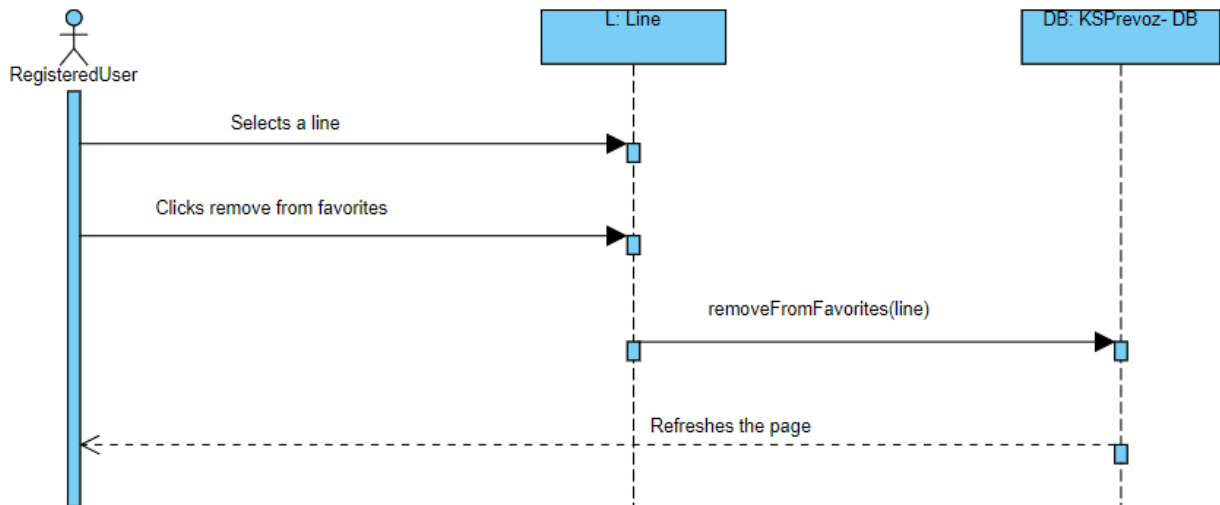 L: Line
DB: KSPrevoz- DB
RegisteredUser
Selects a line
Clicks remove from favorites
removeFromFavorites(line)
Refreshes the page